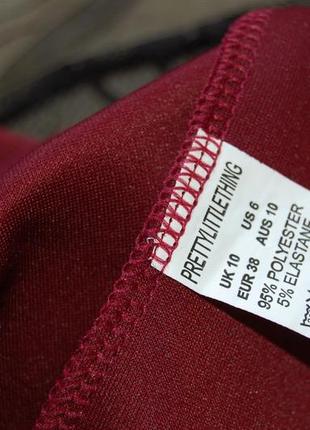 PRETTYLITTLETHING
UK 10 US 6
EUR 38 AUS 10
95% POLYESTER
5% ELASTANE